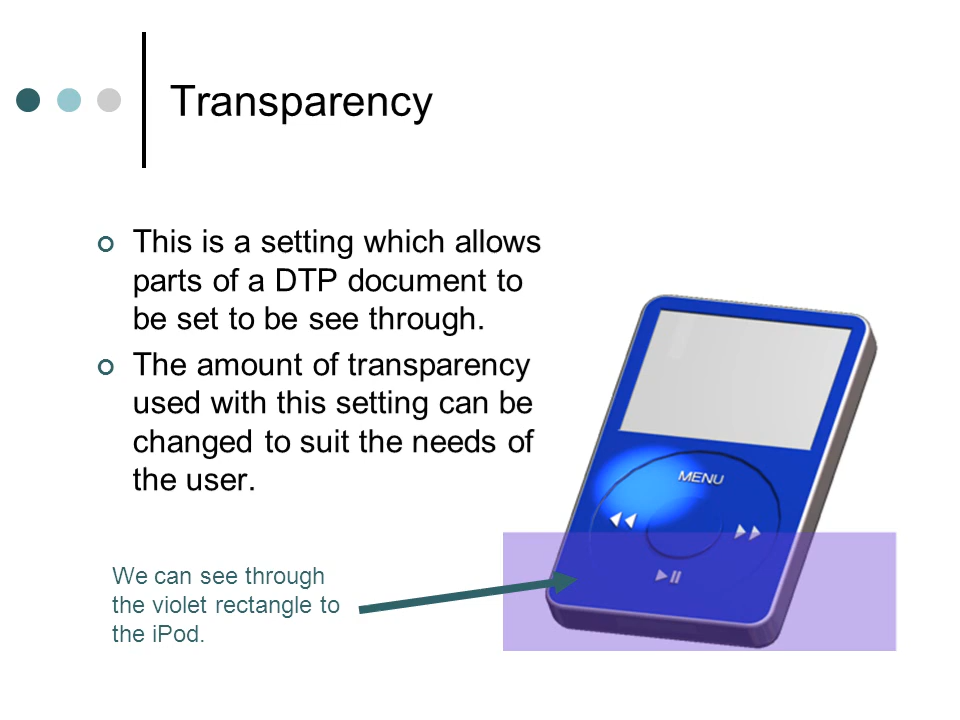 Transparency
This is a setting which allows
parts of a DTP document to
be set to be see through.
The amount of transparency
used with this setting can be
changed to suit the needs of
the user.
MENU
We can see through
the violet rectangle to
the iPod.